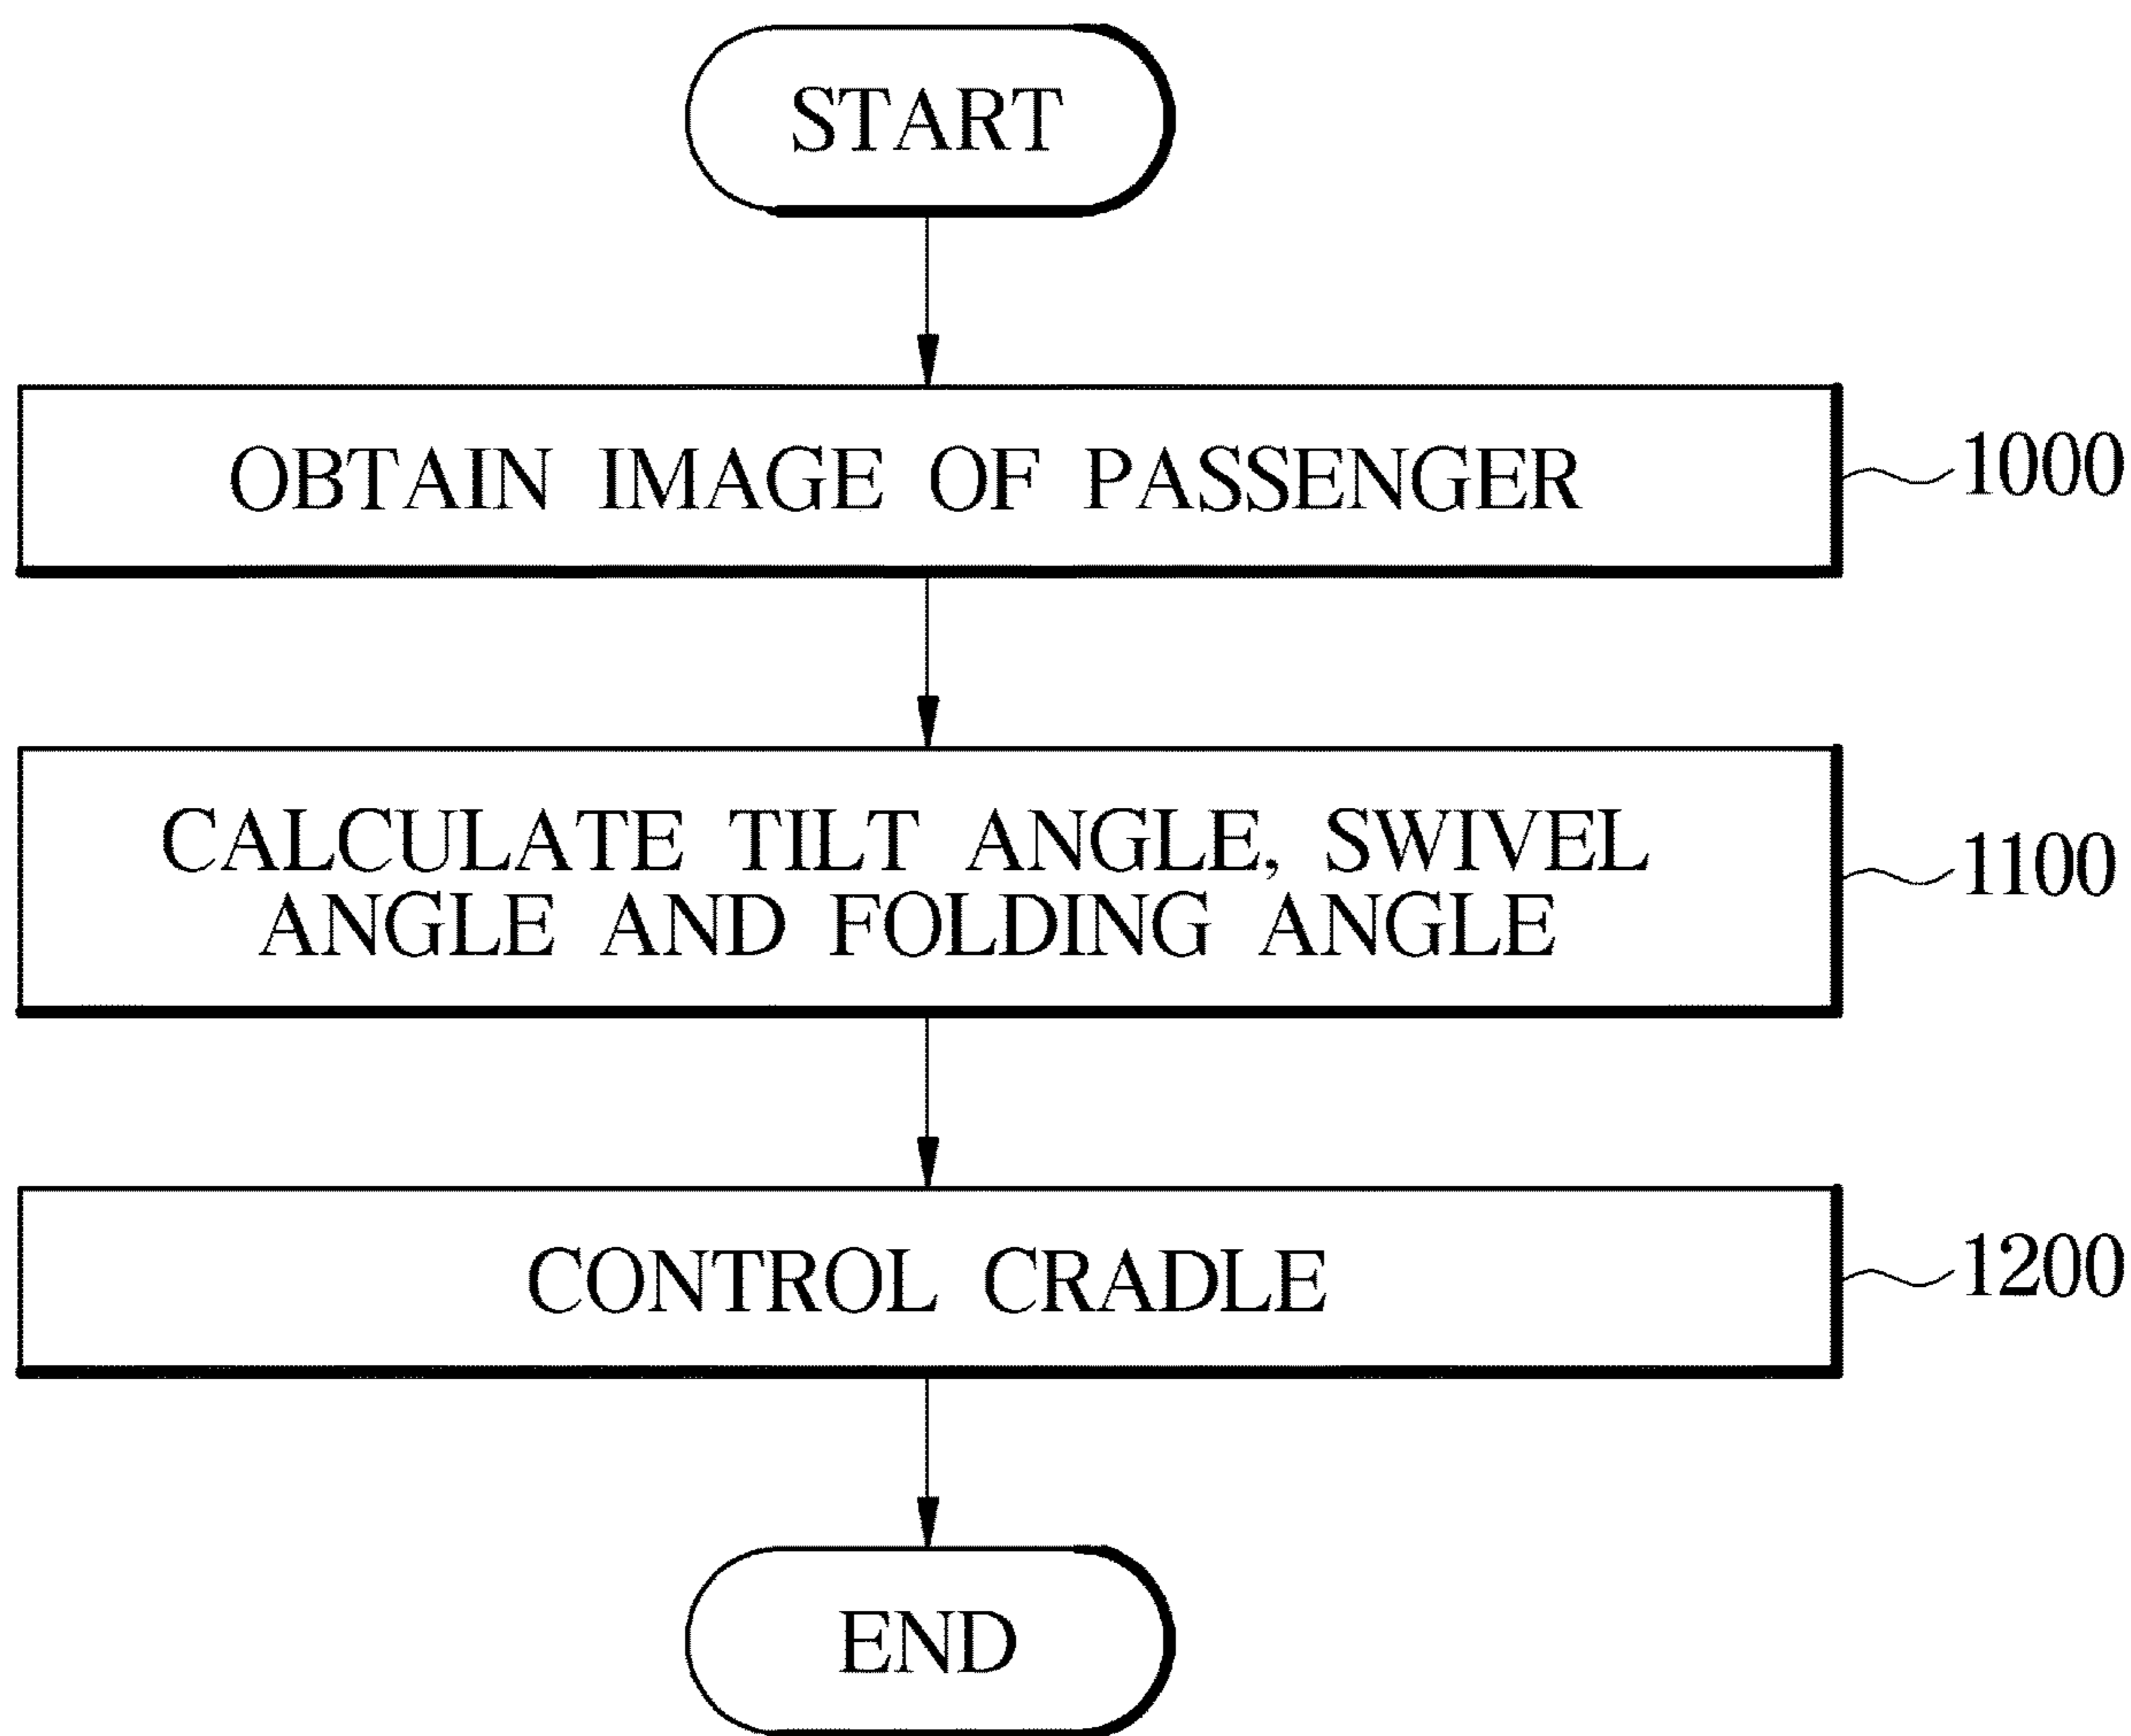 START
OBTAIN IMAGE OF PASSENGER
1000
CALCULATE TILT ANGLE, SWIVEL
ANGLE AND FOLDING ANGLE
1100
CONTROL CRADLE
1200
END